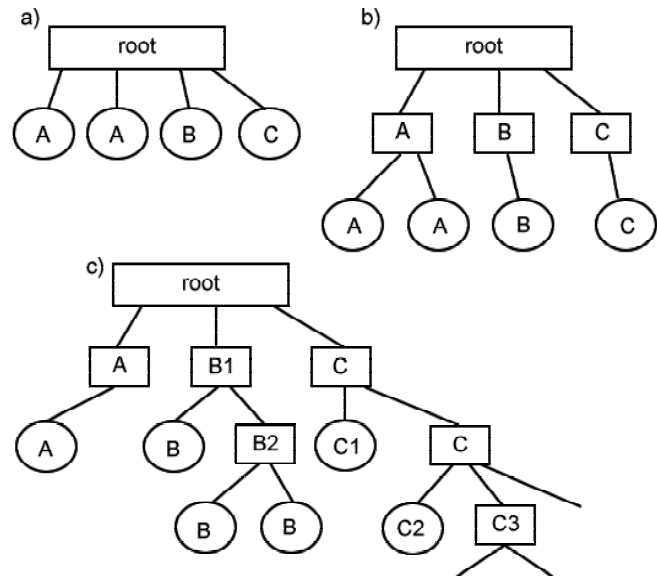 a)
root
A A B C
b)
root
A B C
A A B C
c)
root
A B1 C
A B B2 C1 C
B B C2 C3